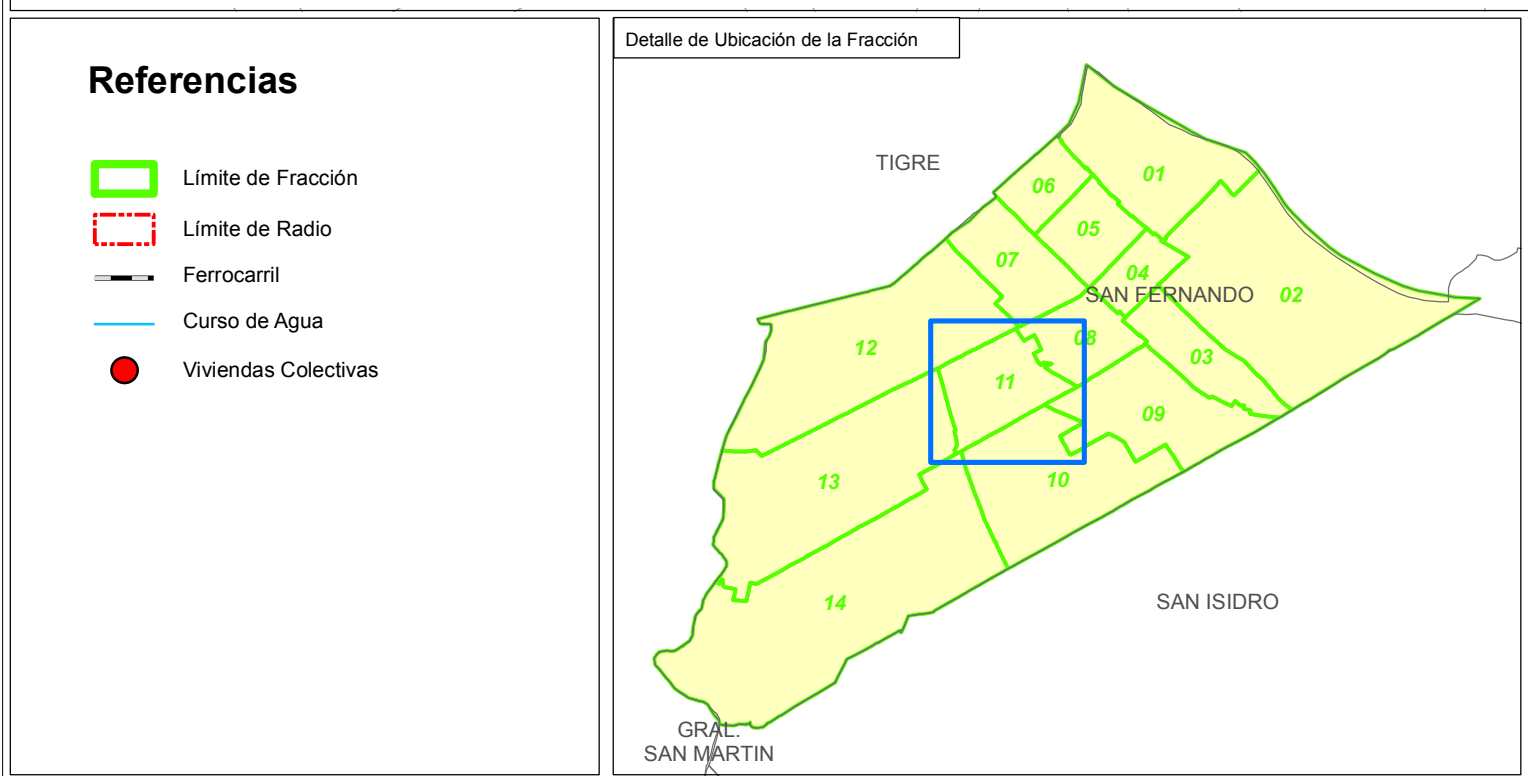 Referencias
Límite de Fracción
Límite de Radio
Ferrocarril
Curso de Agua
Viviendas Colectivas
Detalle de Ubicación de la Fracción
TIGRE
01
06
05
07
04
SAN FERNANDO
02
12
08
03
11
09
13
10
14
SAN ISIDRO
GRAL.
SAN MARTIN